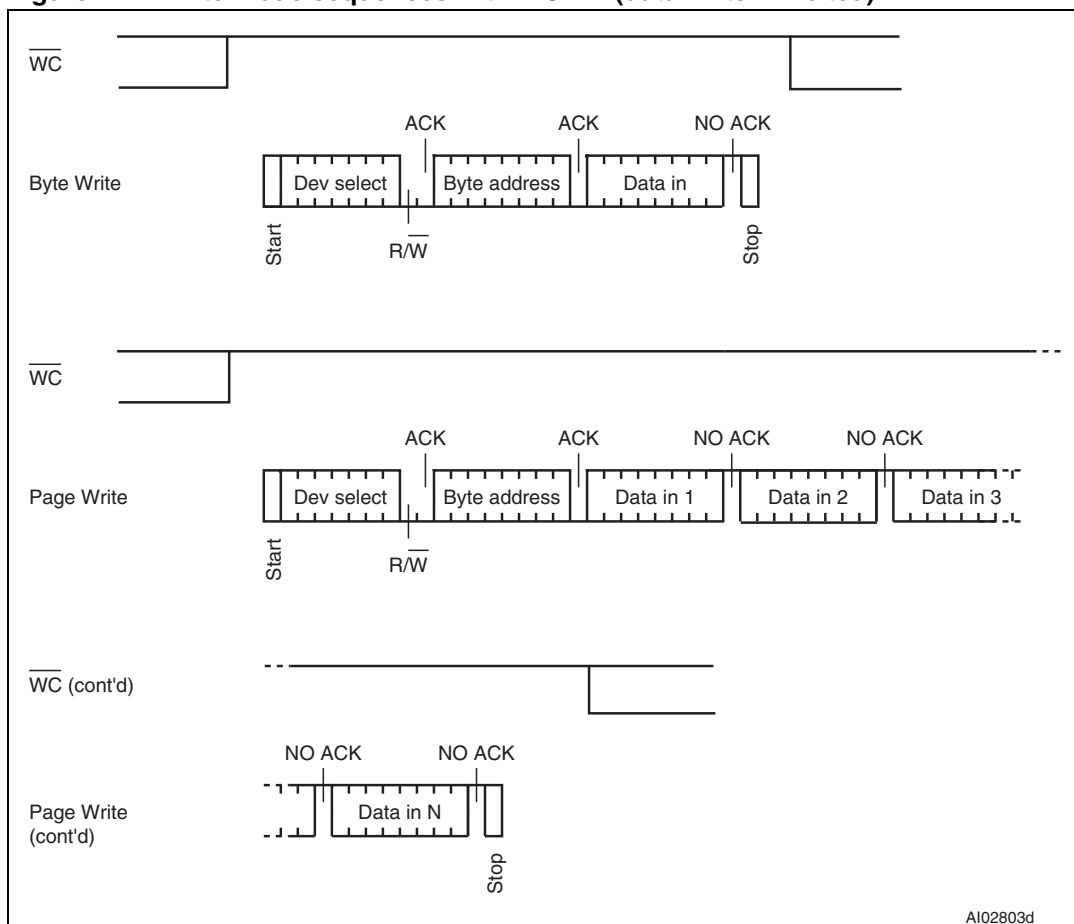 WC
ACK ACK NO ACK
Byte Write Dev select Byte address Data in
Start R/W Stop
WC
ACK ACK NO ACK NO ACK
Page Write Dev select Byte address Data in 1 Data in 2 Data in 3
Start R/W
WC (cont'd)
NO ACK NO ACK
Page Write Data in N
(cont'd)
Stop
AI02803d